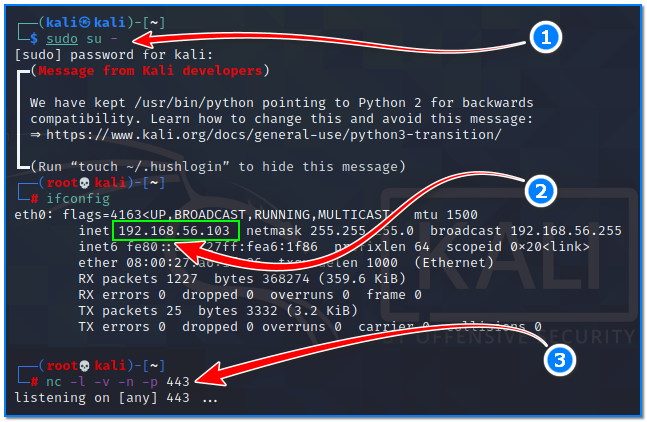 (kali㉿kali)-[~]
$ sudo su -
1
[sudo] password for kali:
(Message from Kali developers)
We have kept /usr/bin/python pointing to Python 2 for backwards
compatibility. Learn how to change this and avoid this message:
⇒ https://www.kali.org/docs/general-use/python3-transition/
(Run “touch ~/.hushlogin” to hide this message)
(root💀kali)-[~]
# ifconfig
2
eth0: flags=4163<UP,BROADCAST,RUNNING,MULTICAST mtu 1500
inet 192.168.56.103 netmask 255.255. .0 broadcast 192.168.56.255
inet6 fe80:: ff:fea6:1f86 prefixlen 64 scopeid 0×20<link>
ether 08:00:27: 1000 (Ethernet)
RX packets 1227 bytes 368274 (359.6 KiB)
RX errors 0 dropped 0 overruns 0 frame 0
TX packets 25 bytes 3332 (3.2 KiB)
TX errors 0 dropped 0 overruns 0 carrier 0 collisions 0
KALI
OFFENSIVE SECURITY
(root💀kali)-[~]
# nc -l -v -n -p 443
3
listening on [any] 443 ...